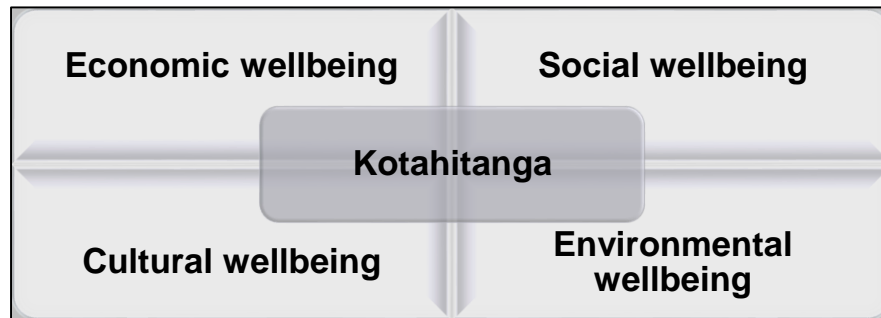 Economic wellbeing
Social wellbeing
Kotahitanga
Cultural wellbeing
Environmental
wellbeing